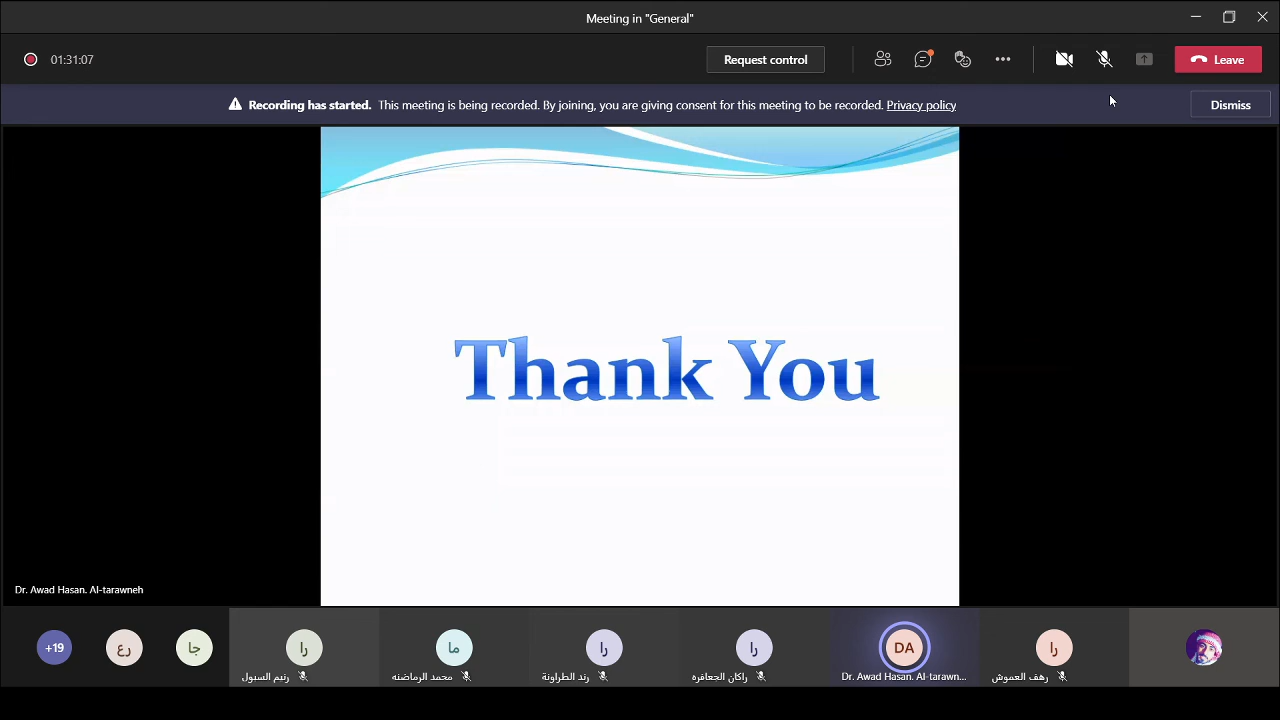 Meeting in "General"
01:31:07
Request control
Leave
Recording has started. This meeting is being recorded. By joining, you are giving consent for this meeting to be recorded. Privacy policy
Dismiss
Thank You
Dr. Awad Hasan. Al-tarawneh
+19
رع
جا
را
ما
را
را
DA
را
رنيم السبول
محمد الرماضنه
رند الطراونة
راكان الجعافره
Dr. Awad Hasan. Al-tarawn...
رهف العموش